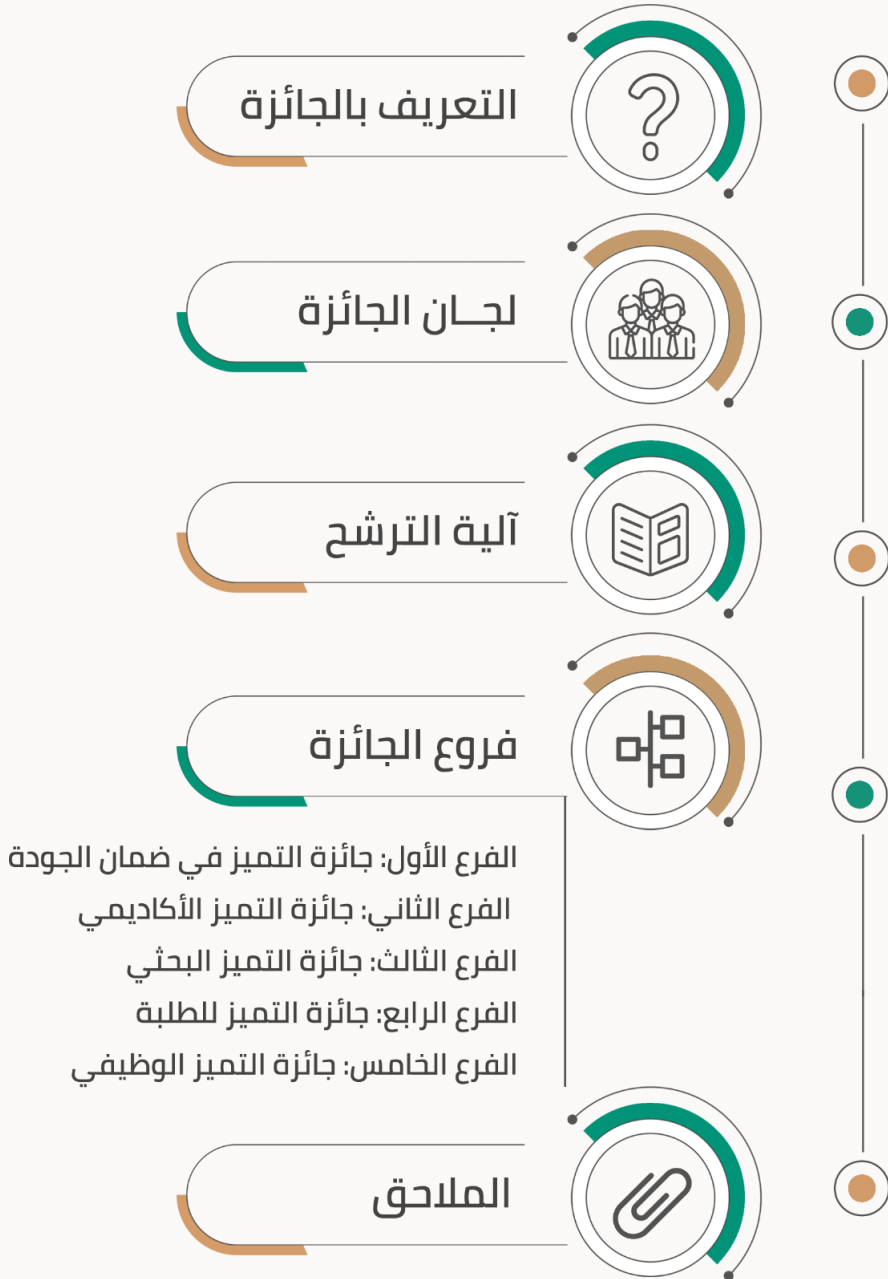 التعريف بالجائزة
لجــان الجائزة
آلية الترشح
فروع الجائزة
الفرع الأول: جائزة التميز في ضمان الجودة
الفرع الثاني: جائزة التميز الأكاديمي
الفرع الثالث: جائزة التميز البحثي
الفرع الرابع: جائزة التميز للطلبة
الفرع الخامس: جائزة التميز الوظيفي
الملاحق